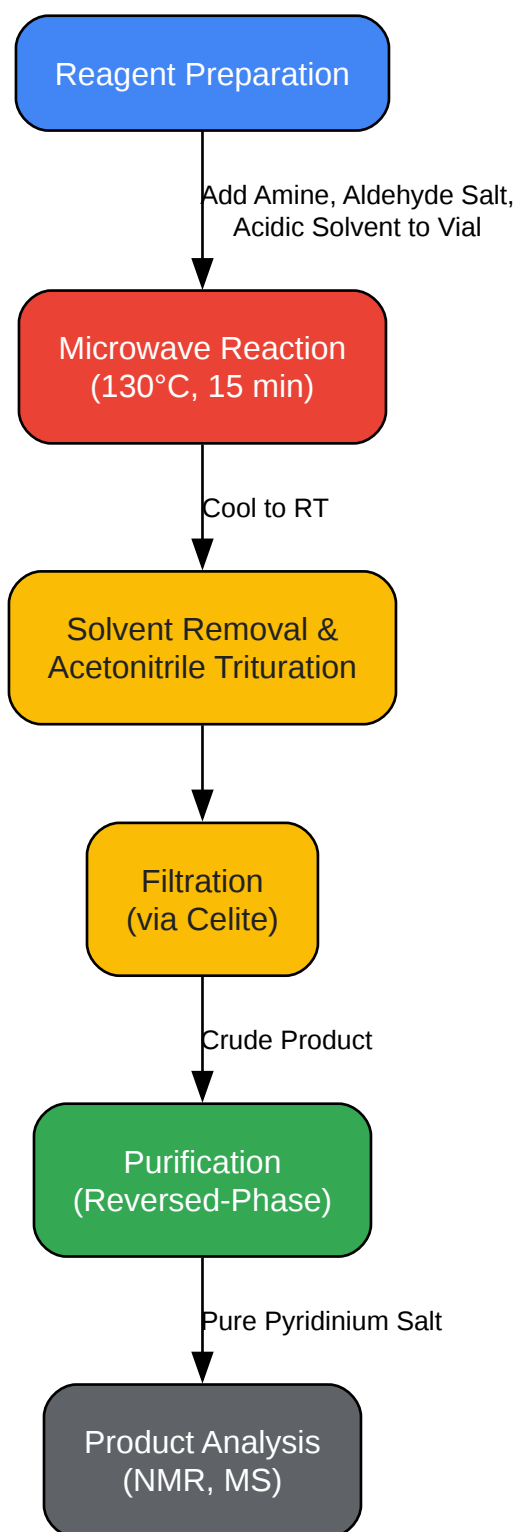 Reagent Preparation
Add Amine, Aldehyde Salt,
Acidic Solvent to Vial
Microwave Reaction
(130°C, 15 min)
Cool to RT
Solvent Removal &
Acetonitrile Trituration
Filtration
(via Celite)
Crude Product
Purification
(Reversed-Phase)
Pure Pyridinium Salt
Product Analysis
(NMR, MS)